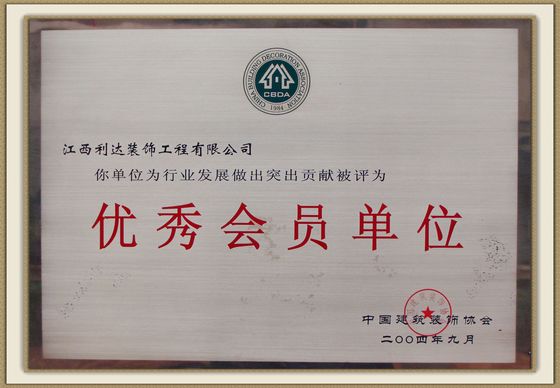 CHINA BUILDING DECORATION ASSOCIATION
CBDA
1984
江西利达装饰工程有限公司
你单位为行业发展做出突出贡献被评为
优秀会员单位
中国建筑装饰协会
二〇〇四年九月